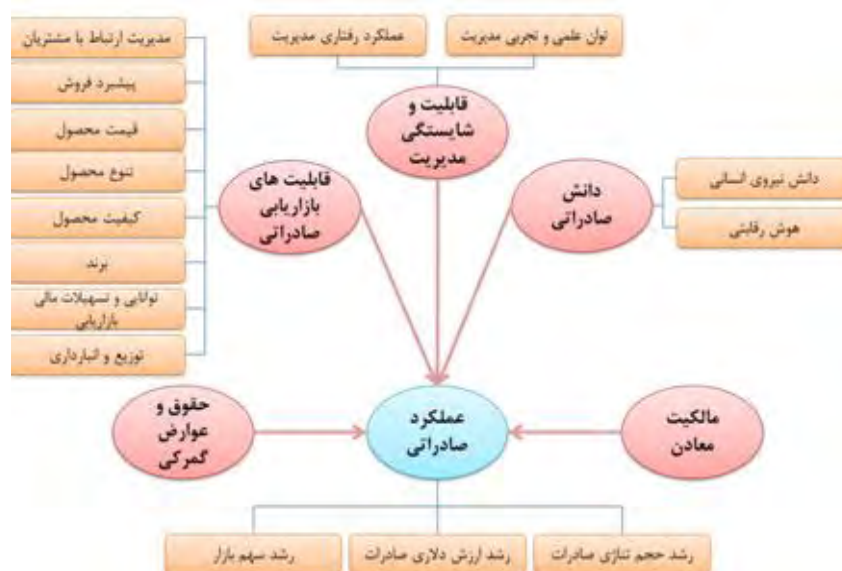 توان علمی و تجربی مدیریت
عملکرد رفتاری مدیریت
مدیریت ارتباط با مشتریان
پیشبرد فروش
قیمت محصول
تنوع محصول
کیفیت محصول
برند
توانایی و تسهیلات مالی
بازاریابی
توزیع و انبارداری
قابلیت و
شایستگی
مدیریت
دانش
صادراتی
دانش نیروی انسانی
هوش رقابتی
قابلیت های
بازاریابی
صادراتی
مالکیت
معادن
عملکرد
صادراتی
حقوق و
عوارض
گمرکی
رشد حجم تناژی صادرات
رشد ارزش دلاری صادرات
رشد سهم بازار